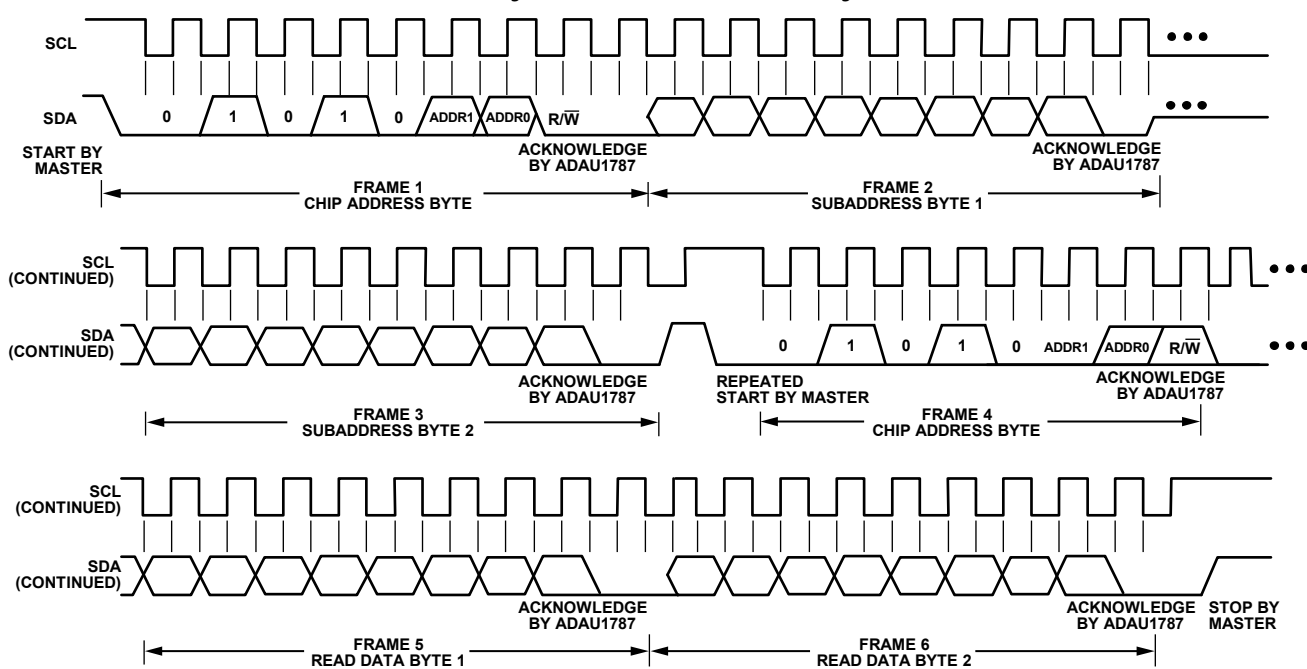 SCL
SDA
0 1 0 1 0 ADDR1 ADDR0 R/W̅
START BY
MASTER
ACKNOWLEDGE
BY ADAU1787
ACKNOWLEDGE
BY ADAU1787
FRAME 1
CHIP ADDRESS BYTE
FRAME 2
SUBADDRESS BYTE 1
SCL
(CONTINUED)
SDA
(CONTINUED)
0 1 0 1 0 ADDR1 ADDR0 R/W̅
ACKNOWLEDGE
BY ADAU1787
REPEATED
START BY MASTER
ACKNOWLEDGE
BY ADAU1787
FRAME 3
SUBADDRESS BYTE 2
FRAME 4
CHIP ADDRESS BYTE
SCL
(CONTINUED)
SDA
(CONTINUED)
ACKNOWLEDGE
BY ADAU1787
ACKNOWLEDGE
BY ADAU1787
STOP BY
MASTER
FRAME 5
READ DATA BYTE 1
FRAME 6
READ DATA BYTE 2